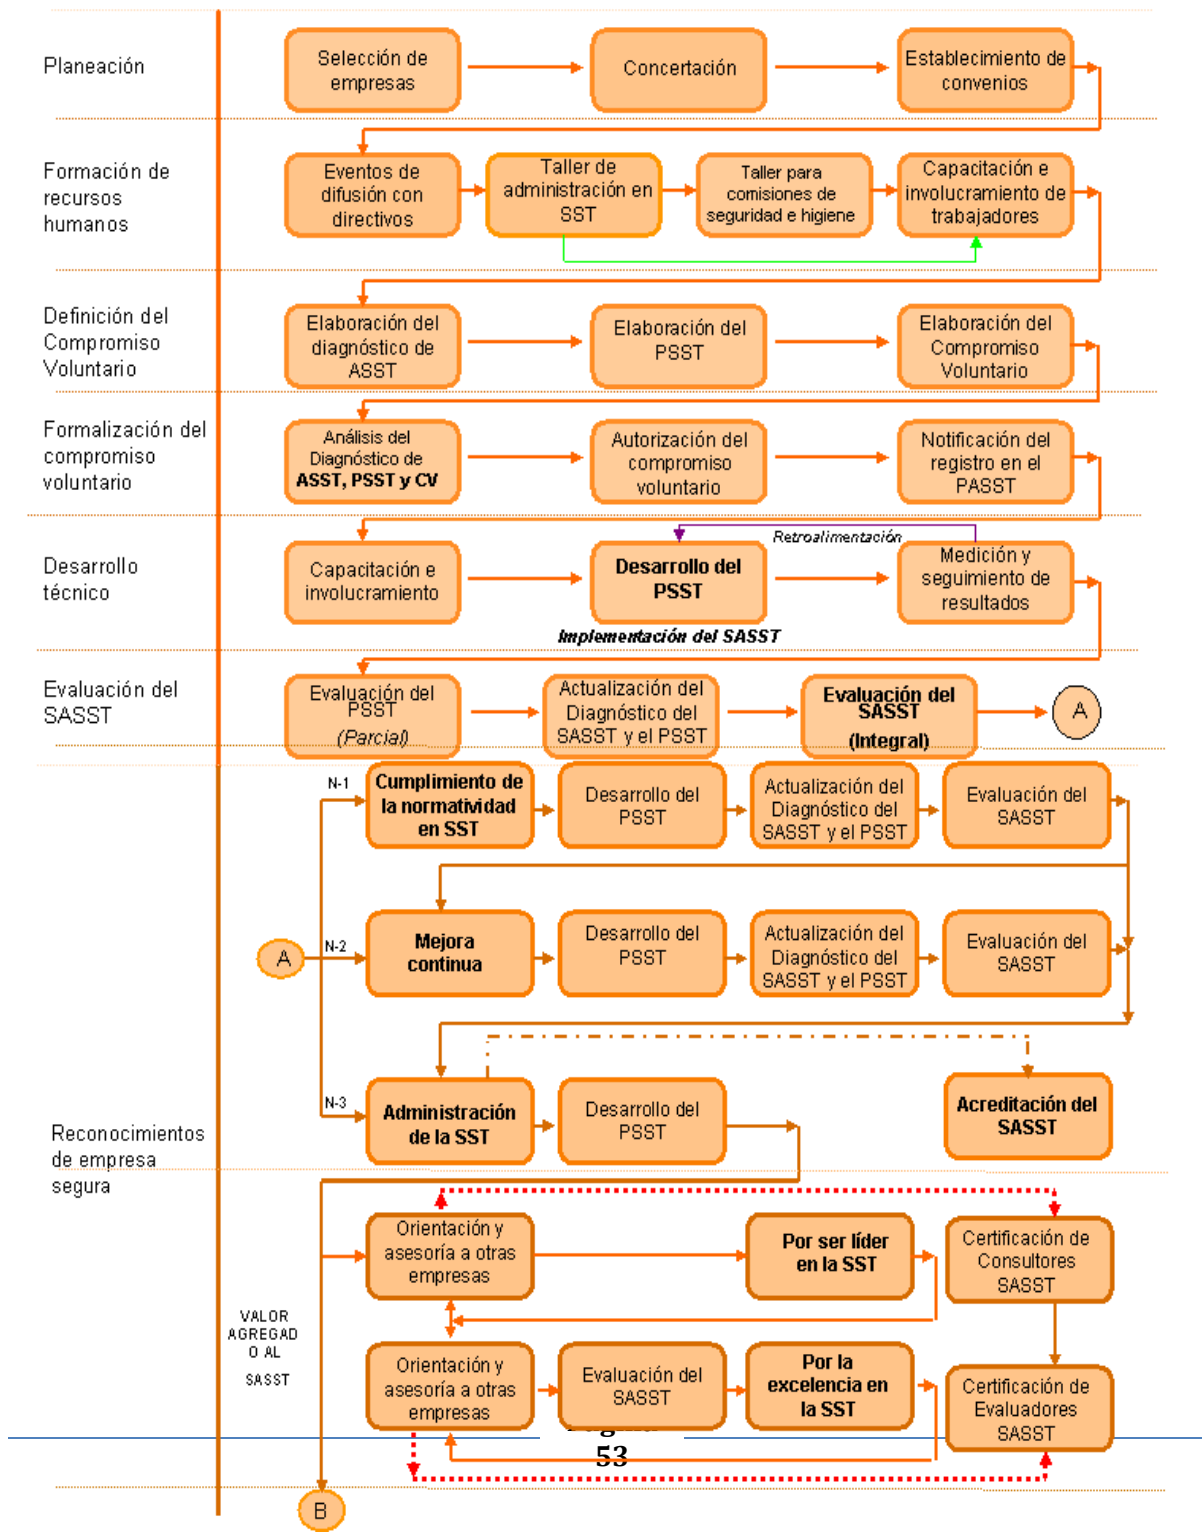 Planeación
Selección de
empresas
Concertación
Establecimiento de
convenios
Formación de
recursos
humanos
Eventos de
difusión con
directivos
Taller de
administración en
SST
Taller para
comisiones de
seguridad e higiene
Capacitación e
involucramiento de
trabajadores
Definición del
Compromiso
Voluntario
Elaboración del
diagnóstico de
ASST
Elaboración del
PSST
Elaboración del
Compromiso
Voluntario
Formalización del
compromiso
voluntario
Análisis del
Diagnóstico de
ASST, PSST y CV
Autorización del
compromiso
voluntario
Notificación del
registro en el
PASST
Desarrollo
técnico
Capacitación e
involucramiento
Desarrollo del
PSST
Retroalimentación
Medición y
seguimiento de
resultados
Implementación del SASST
Evaluación del
SASST
Evaluación del
PSST
(Parcial)
Actualización del
Diagnóstico del
SASST y el PSST
Evaluación del
SASST
(Integral)
A
N-1
Cumplimiento de
la normatividad
en SST
Desarrollo del
PSST
Actualización del
Diagnóstico del
SASST y el PSST
Evaluación del
SASST
A
N-2
Mejora
continua
Desarrollo del
PSST
Actualización del
Diagnóstico del
SASST y el PSST
Evaluación del
SASST
N-3
Administración
de la SST
Desarrollo del
PSST
Acreditación del
SASST
Reconocimientos
de empresa
segura
Orientación y
asesoría a otras
empresas
Por ser líder
en la SST
Certificación de
Consultores
SASST
VALOR
AGREGAD
O AL
SASST
Orientación y
asesoría a otras
empresas
Evaluación del
SASST
Por la
excelencia en
la SST
Certificación de
Evaluadores
SASST
53
B